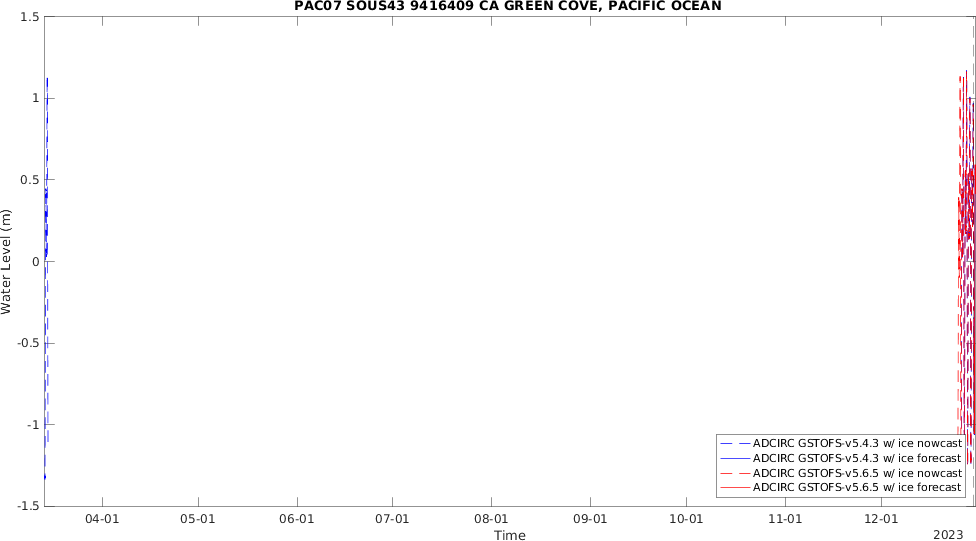 PAC07 SOUS43 9416409 CA GREEN COVE, PACIFIC OCEAN
1.5
1
0.5
0
-0.5
-1
-1.5
Water Level (m)
ADCIRC GSTOFS-v5.4.3 w/ ice nowcast
ADCIRC GSTOFS-v5.4.3 w/ ice forecast
ADCIRC GSTOFS-v5.6.5 w/ ice nowcast
ADCIRC GSTOFS-v5.6.5 w/ ice forecast
04-01 05-01 06-01 07-01 08-01 09-01 10-01 11-01 12-01
Time
2023